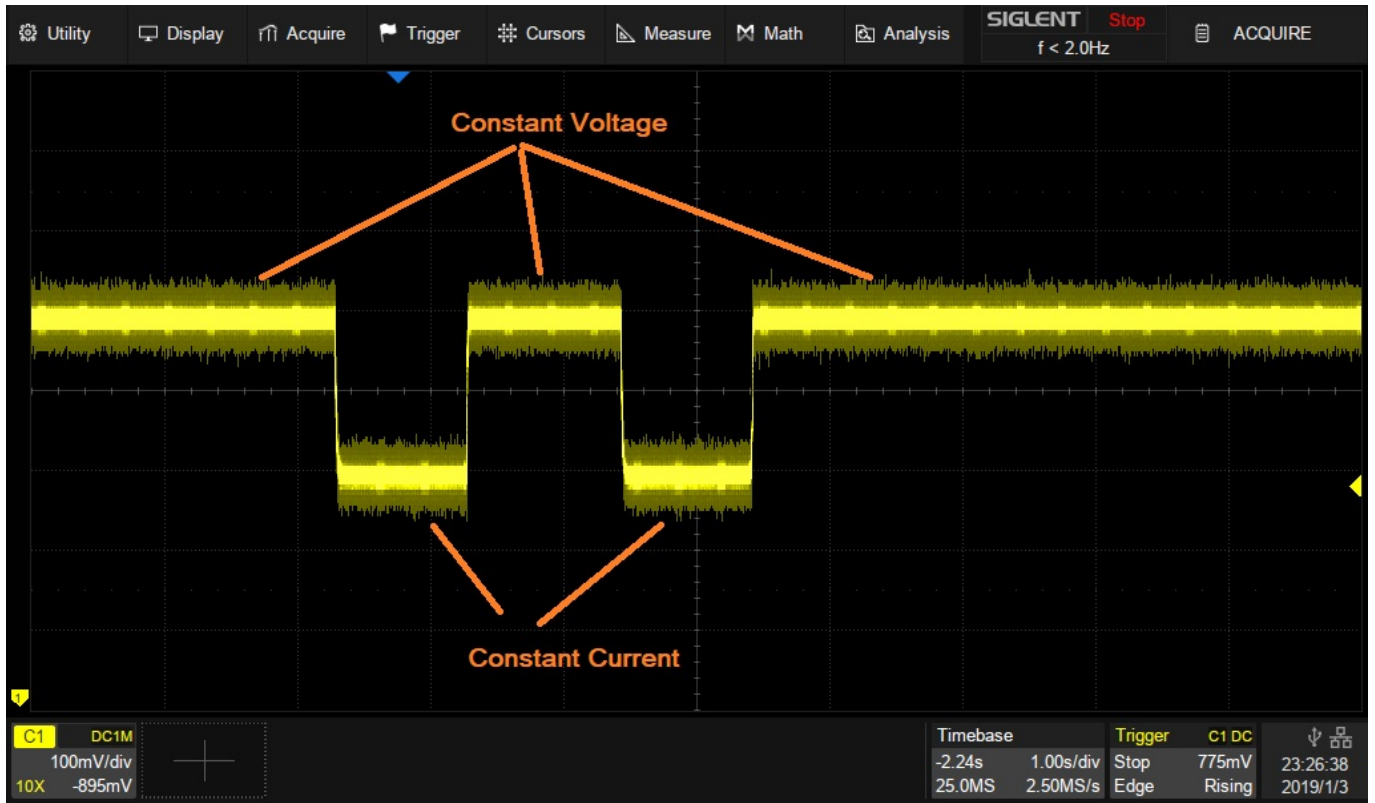 Utility Display Acquire Trigger Cursors Measure Math Analysis SIGLENT Stop ACQUIRE
f < 2.0Hz
Constant Voltage
Constant Current
1
C1 DC1M
100mV/div
10X -895mV
Timebase Trigger C1 DC
-2.24s 1.00s/div Stop 775mV 23:26:38
25.0MS 2.50MS/s Edge Rising 2019/1/3